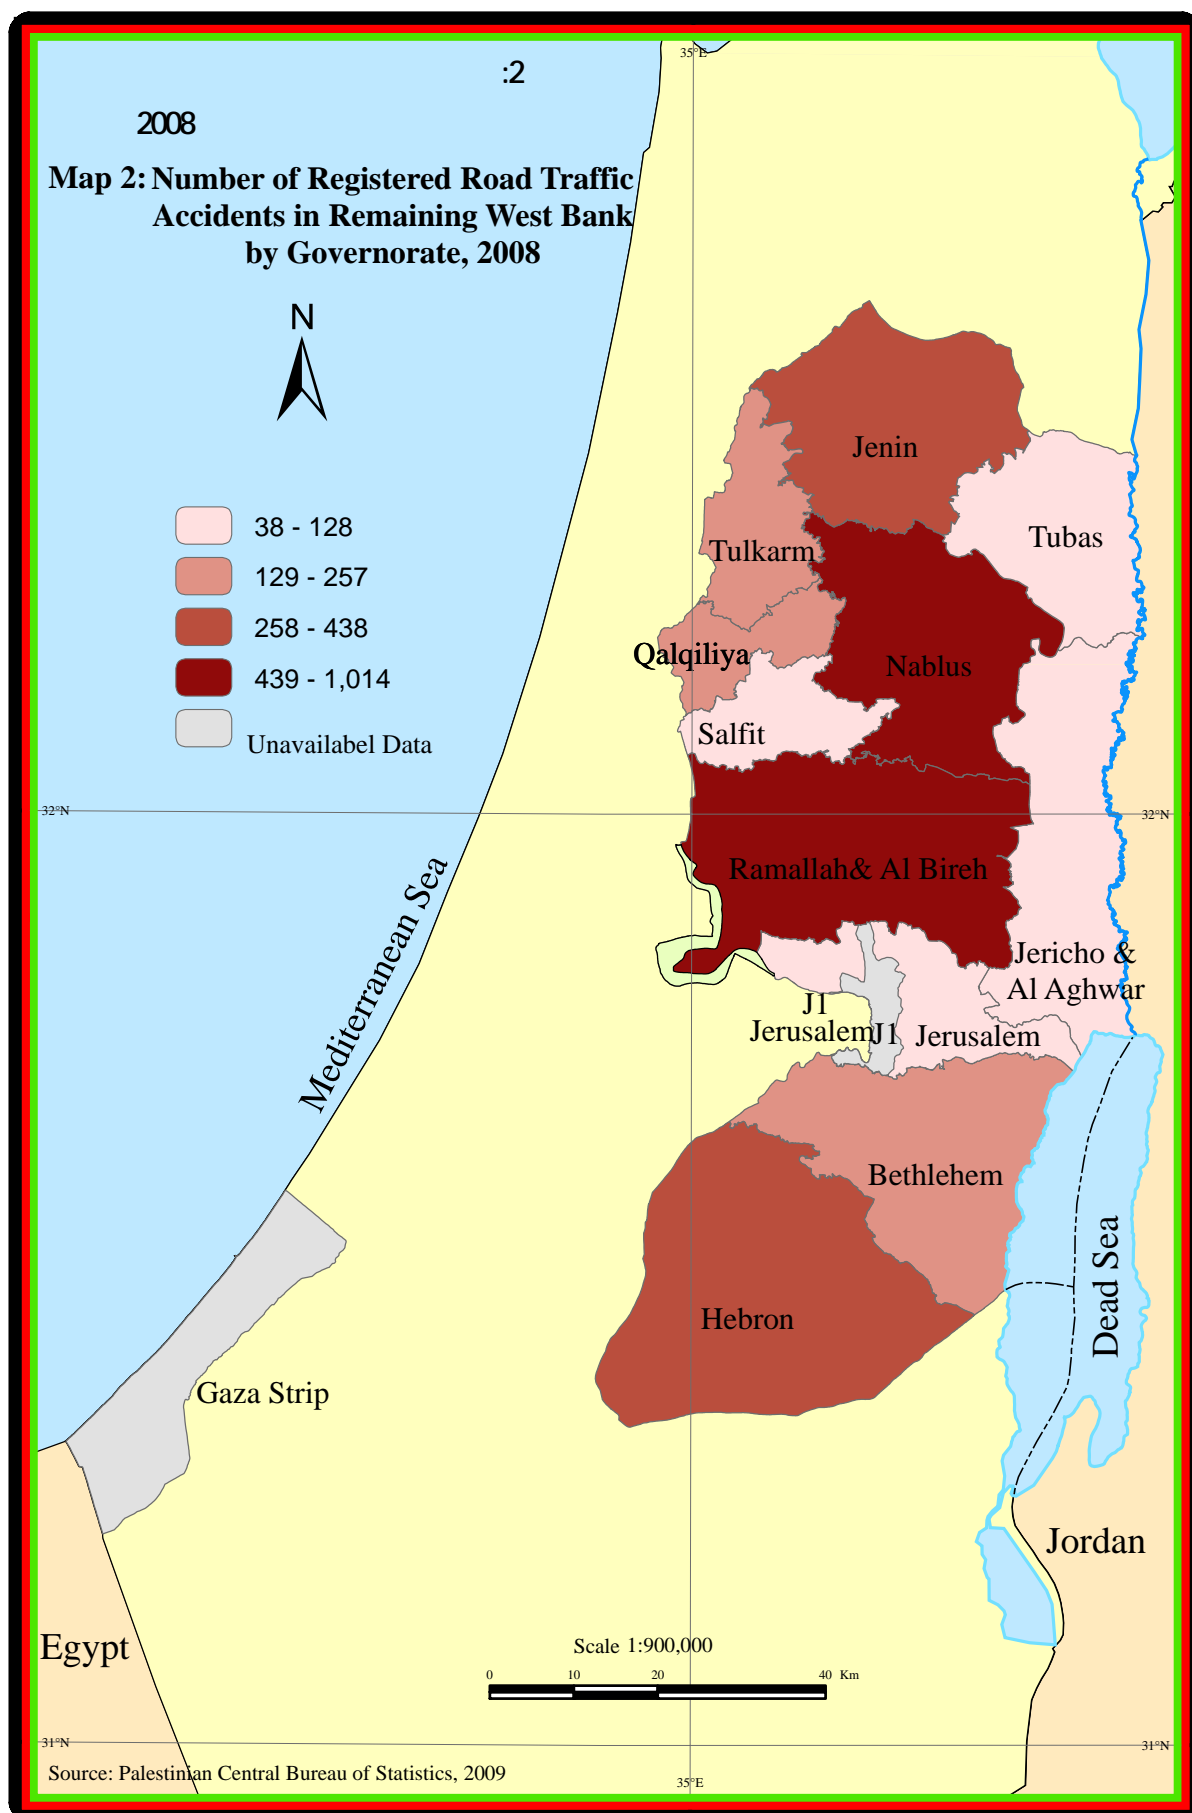 35°E
:2
2008
Map 2: Number of Registered Road Traffic
Accidents in Remaining West Bank
by Governorate, 2008
N
38 - 128
129 - 257
258 - 438
439 - 1,014
Unavailabel Data
Jenin
Tubas
Tulkarm
Qalqiliya
Nablus
Salfit
32°N
32°N
Ramallah& Al Bireh
Mediterranean Sea
Jericho &
Al Aghwar
J1
Jerusalem
J1
Jerusalem
Bethlehem
Dead Sea
Hebron
Gaza Strip
Jordan
Egypt
Scale 1:900,000
0 10 20 40 Km
31°N
31°N
Source: Palestinian Central Bureau of Statistics, 2009
35°E